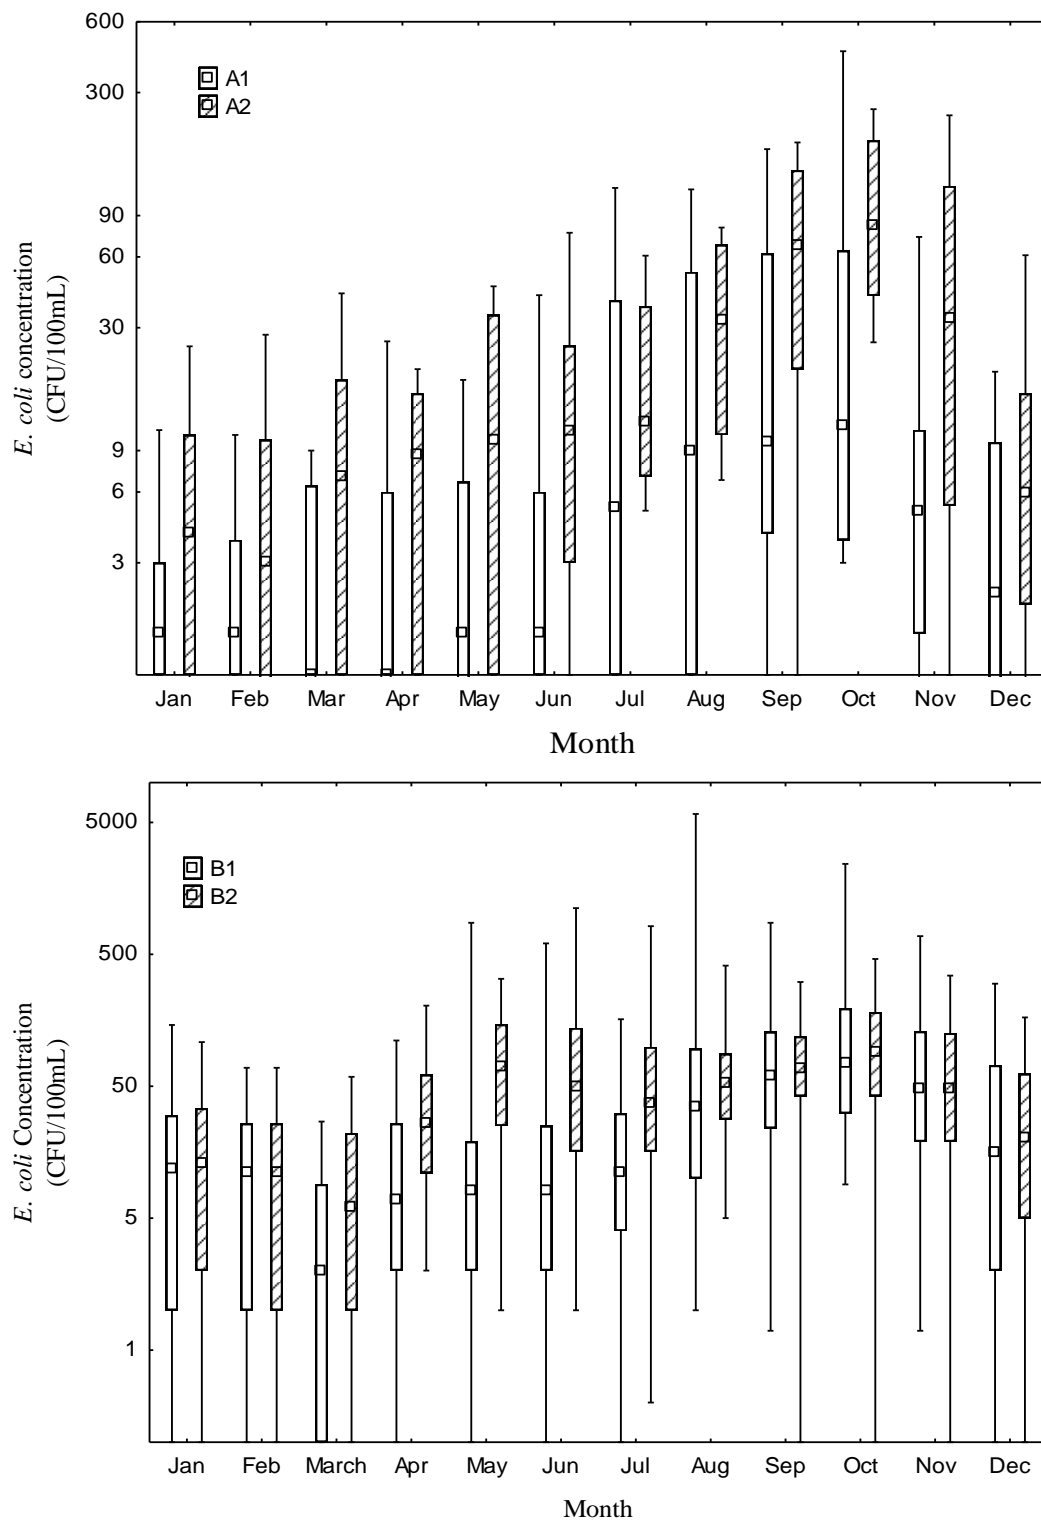 600
300
90
60
30
9
6
3
E. coli concentration
(CFU/100mL)
A1
A2
Jan Feb Mar Apr May Jun Jul Aug Sep Oct Nov Dec
Month
5000
500
50
5
1
E. coli Concentration
(CFU/100mL)
B1
B2
Jan Feb March Apr May Jun Jul Aug Sep Oct Nov Dec
Month